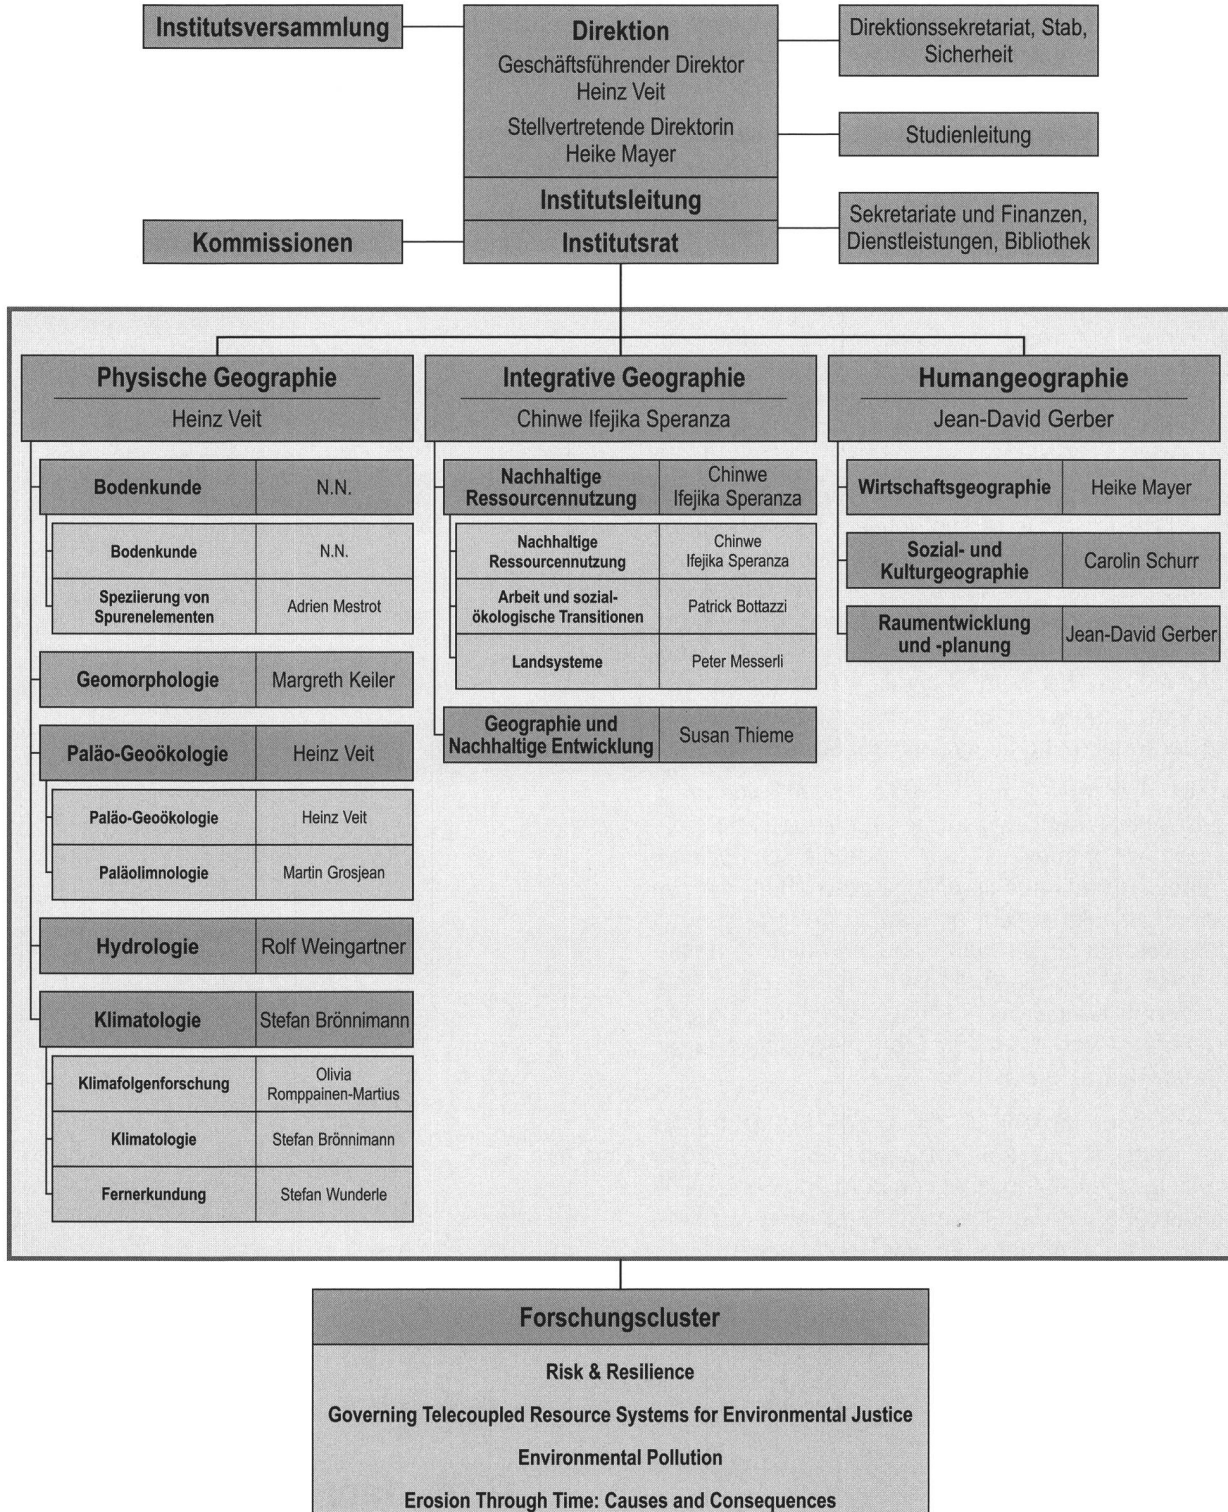 Institutsversammlung
Direktion
Geschäftsführender Direktor
Heinz Veit
Stellvertretende Direktorin
Heike Mayer
Institutsleitung
Institutsrat
Kommissionen
Direktionssekretariat, Stab,
Sicherheit
Studienleitung
Sekretariate und Finanzen,
Dienstleistungen, Bibliothek
Physische Geographie
Heinz Veit
Bodenkunde
N.N.
Bodenkunde
N.N.
Speziierung von
Spurenelementen
Adrien Mestrot
Geomorphologie
Margreth Keiler
Paläo-Geoökologie
Heinz Veit
Paläo-Geoökologie
Heinz Veit
Paläolimnologie
Martin Grosjean
Hydrologie
Rolf Weingartner
Klimatologie
Stefan Brönnimann
Klimafolgenforschung
Olivia
Romppainen-Martius
Klimatologie
Stefan Brönnimann
Fernerkundung
Stefan Wunderle
Integrative Geographie
Chinwe Ifejika Speranza
Nachhaltige
Ressourcennutzung
Chinwe
Ifejika Speranza
Nachhaltige
Ressourcennutzung
Chinwe
Ifejika Speranza
Arbeit und sozial-
ökologische Transitionen
Patrick Bottazzi
Landsysteme
Peter Messerli
Geographie und
Nachhaltige Entwicklung
Susan Thieme
Humangeographie
Jean-David Gerber
Wirtschaftsgeographie
Heike Mayer
Sozial- und
Kulturgeographie
Carolin Schurr
Raumentwicklung
und -planung
Jean-David Gerber
Forschungscluster
Risk & Resilience
Governing Telecoupled Resource Systems for Environmental Justice
Environmental Pollution
Erosion Through Time: Causes and Consequences